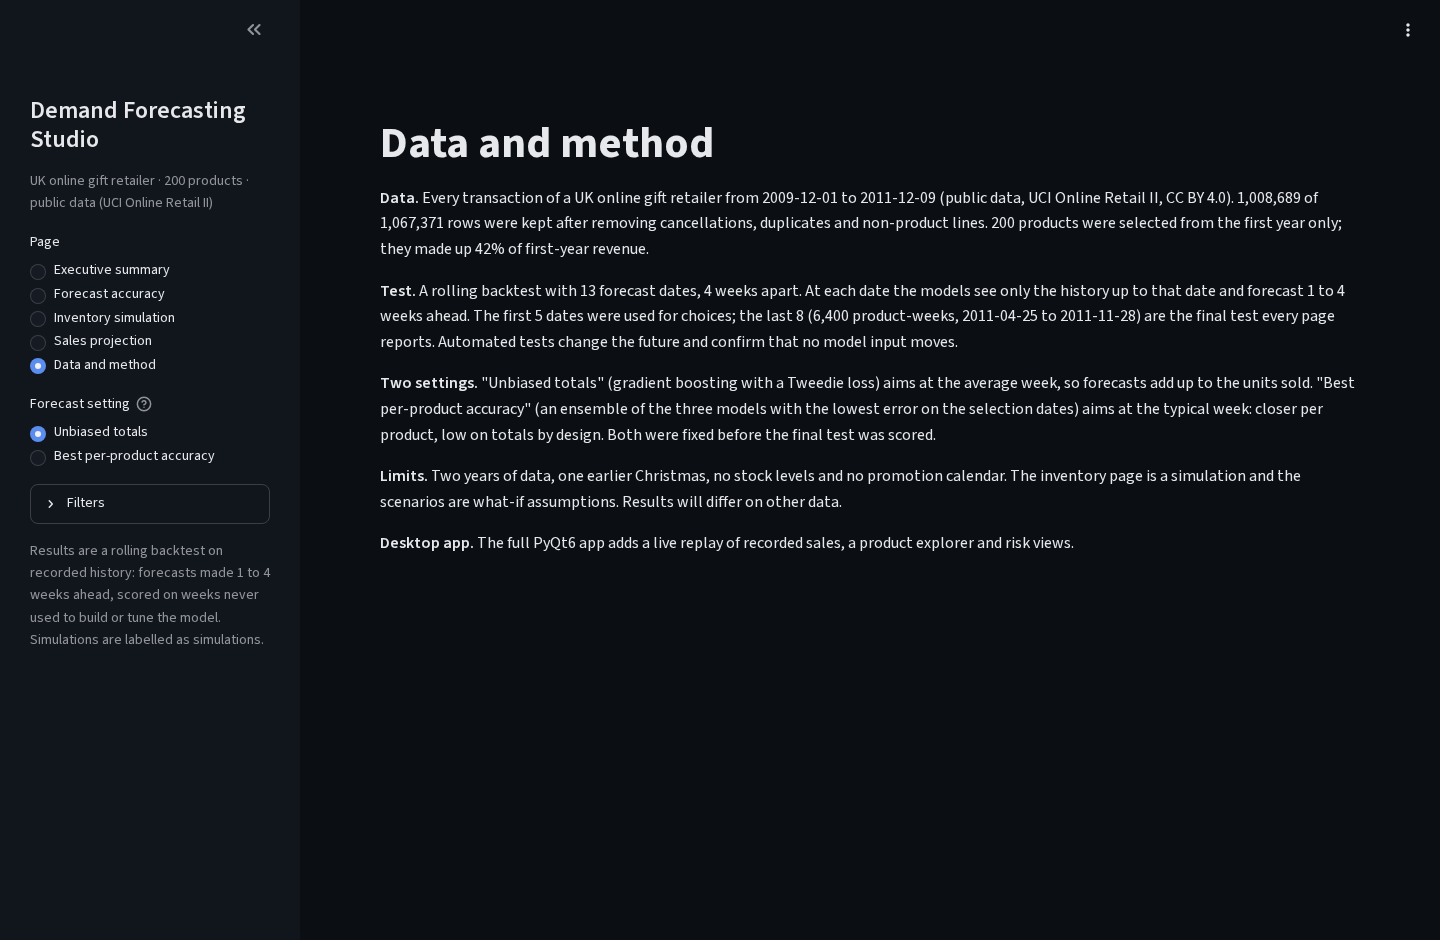 Demand Forecasting
Studio
UK online gift retailer · 200 products ·
public data (UCI Online Retail II)
Page
Executive summary
Forecast accuracy
Inventory simulation
Sales projection
Data and method
Forecast setting
Unbiased totals
Best per-product accuracy
Filters
Results are a rolling backtest on
recorded history: forecasts made 1 to 4
weeks ahead, scored on weeks never
used to build or tune the model.
Simulations are labelled as simulations.
Data and method
Data. Every transaction of a UK online gift retailer from 2009-12-01 to 2011-12-09 (public data, UCI Online Retail II, CC BY 4.0). 1,008,689 of
1,067,371 rows were kept after removing cancellations, duplicates and non-product lines. 200 products were selected from the first year only;
they made up 42% of first-year revenue.
Test. A rolling backtest with 13 forecast dates, 4 weeks apart. At each date the models see only the history up to that date and forecast 1 to 4
weeks ahead. The first 5 dates were used for choices; the last 8 (6,400 product-weeks, 2011-04-25 to 2011-11-28) are the final test every page
reports. Automated tests change the future and confirm that no model input moves.
Two settings. "Unbiased totals" (gradient boosting with a Tweedie loss) aims at the average week, so forecasts add up to the units sold. "Best
per-product accuracy" (an ensemble of the three models with the lowest error on the selection dates) aims at the typical week: closer per
product, low on totals by design. Both were fixed before the final test was scored.
Limits. Two years of data, one earlier Christmas, no stock levels and no promotion calendar. The inventory page is a simulation and the
scenarios are what-if assumptions. Results will differ on other data.
Desktop app. The full PyQt6 app adds a live replay of recorded sales, a product explorer and risk views.